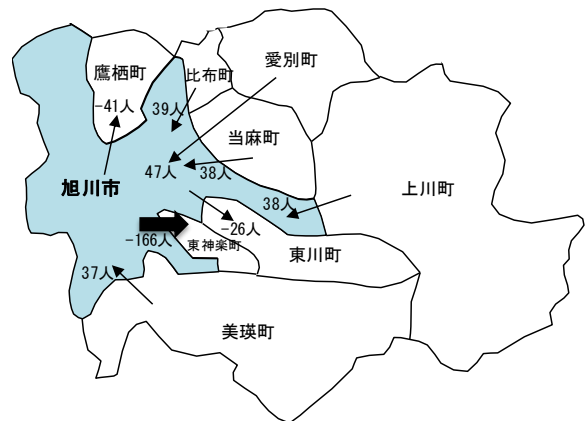 愛別町
鷹栖町
比布町
-41人
39人
当麻町
47人
38人
旭川市
上川町
38人
-26人
-166人
東神楽町
東川町
37人
美瑛町